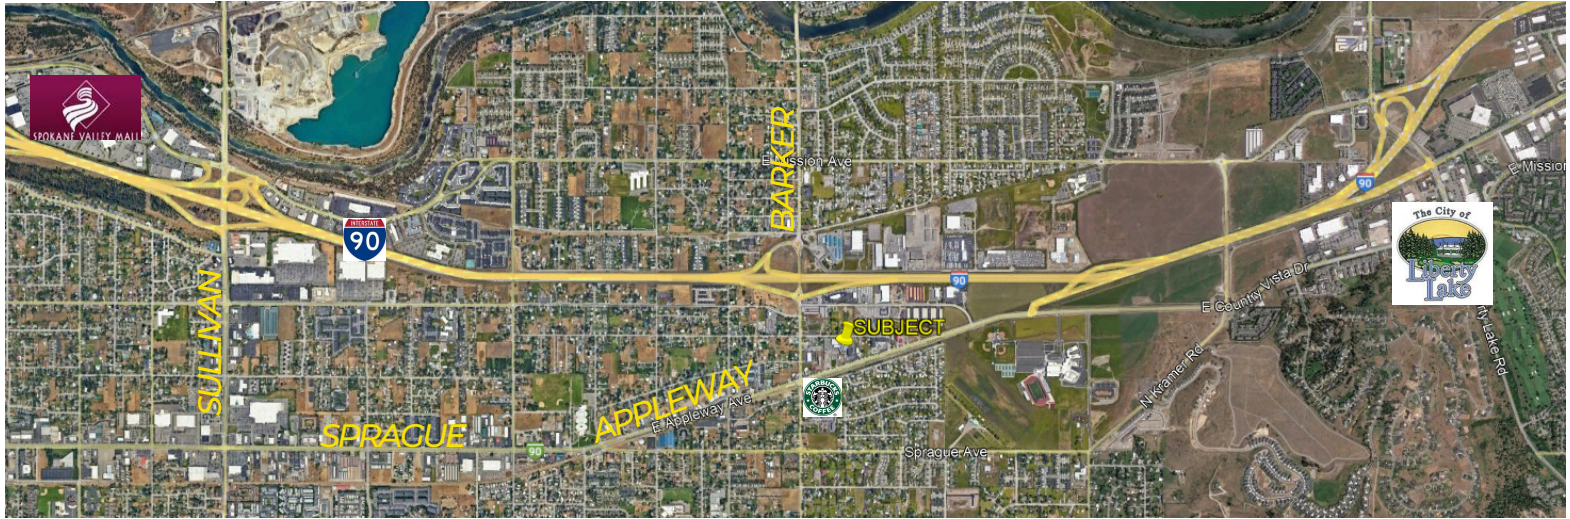 SPOKANE VALLEY MALL
BARKER
E Mission Ave
E Mission
90
INTERSTATE
90
The City of
Liberty
Lake
90
SULLIVAN
E Country Vista Dr
SUBJECT
rty Lake Rd
N Kramer Rd
APPLEWAY
E Appleway Ave
STARBUCKS
COFFEE
SPRAGUE
90
Sprague Ave